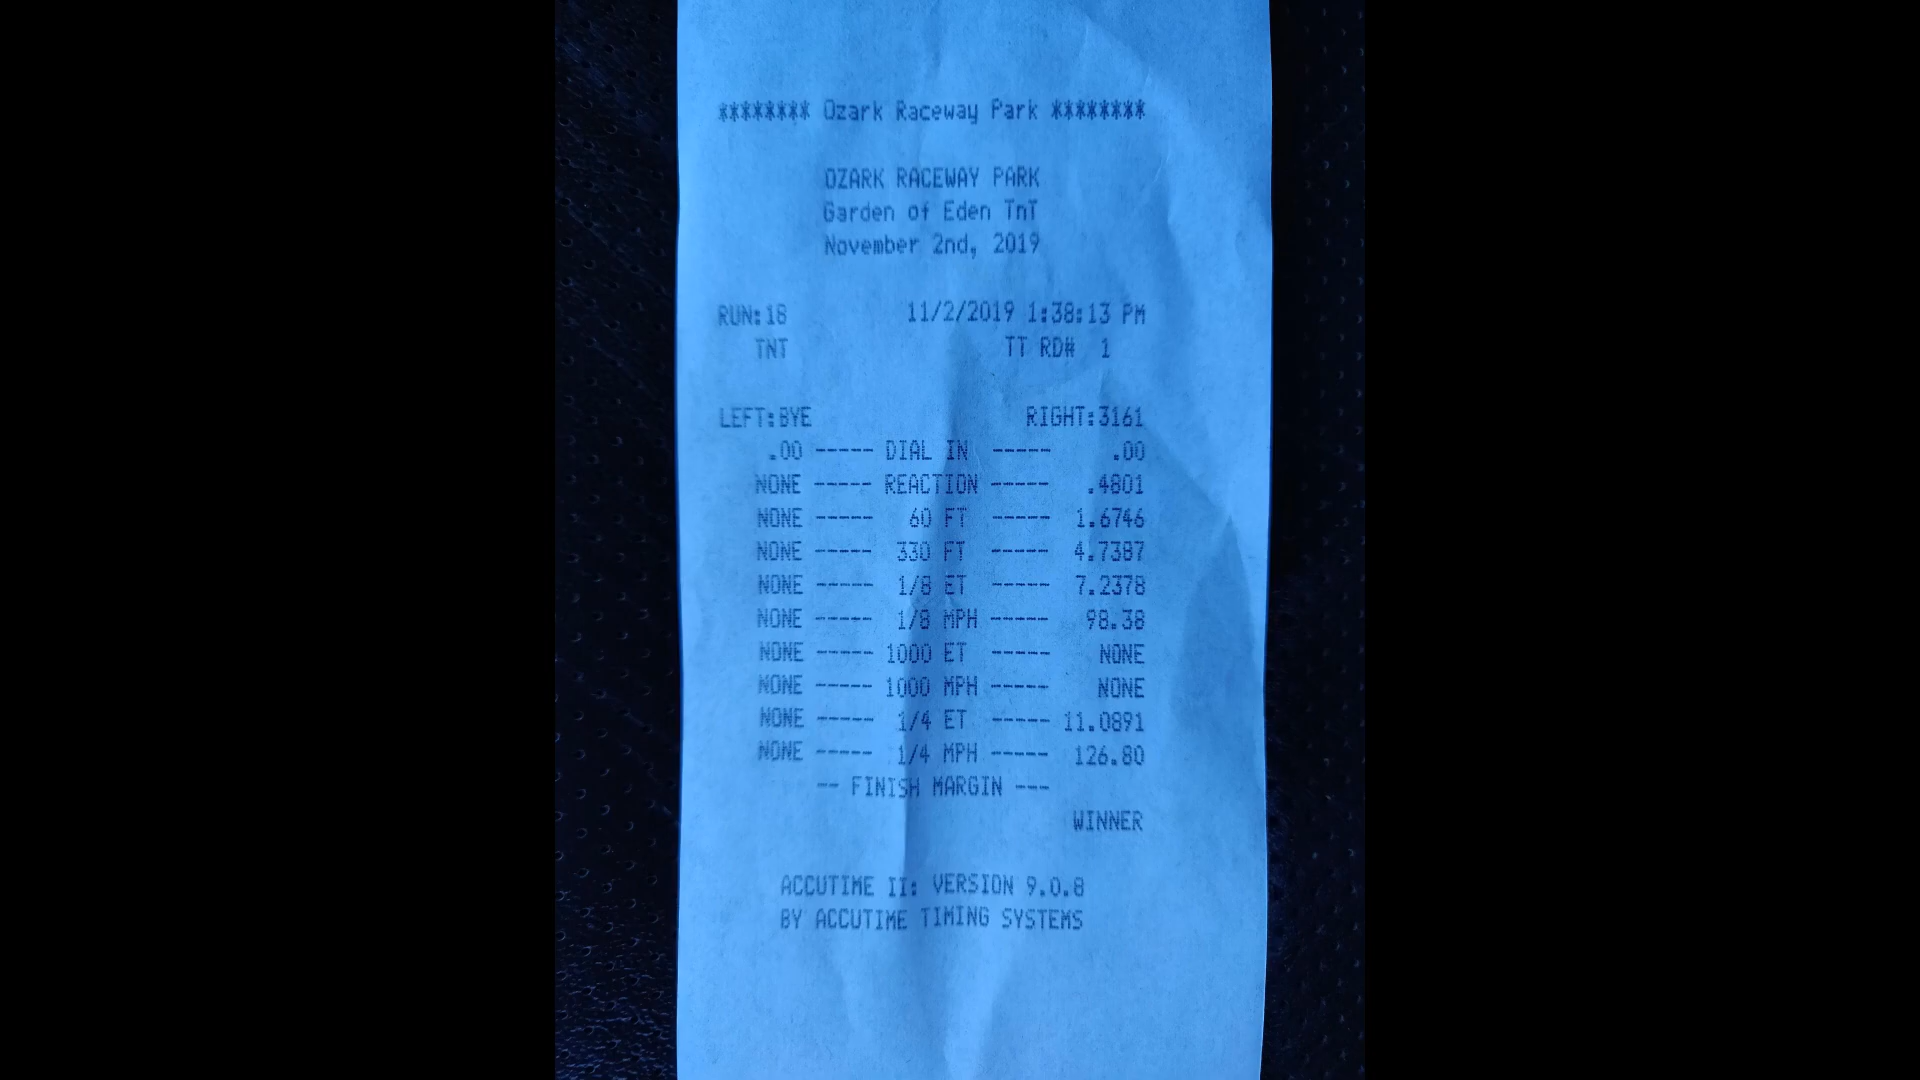 ******** Ozark Raceway Park ********
OZARK RACEWAY PARK
Garden of Eden TnT
November 2nd, 2019
RUN:18 11/2/2019 1:38:13 PM
TNT TT RD# 1
LEFT:BYE RIGHT:3161
.00 ----- DIAL IN ----- .00
NONE ----- REACTION ----- .4801
NONE ----- 60 FT ----- 1.6746
NONE ----- 330 FT ----- 4.7387
NONE ----- 1/8 ET ----- 7.2378
NONE ----- 1/8 MPH ----- 98.38
NONE ----- 1000 ET ----- NONE
NONE ----- 1000 MPH ----- NONE
NONE ----- 1/4 ET ----- 11.0891
NONE ----- 1/4 MPH ----- 126.80
-- FINISH MARGIN ---
WINNER
ACCUTIME II: VERSION 9.0.8
BY ACCUTIME TIMING SYSTEMS